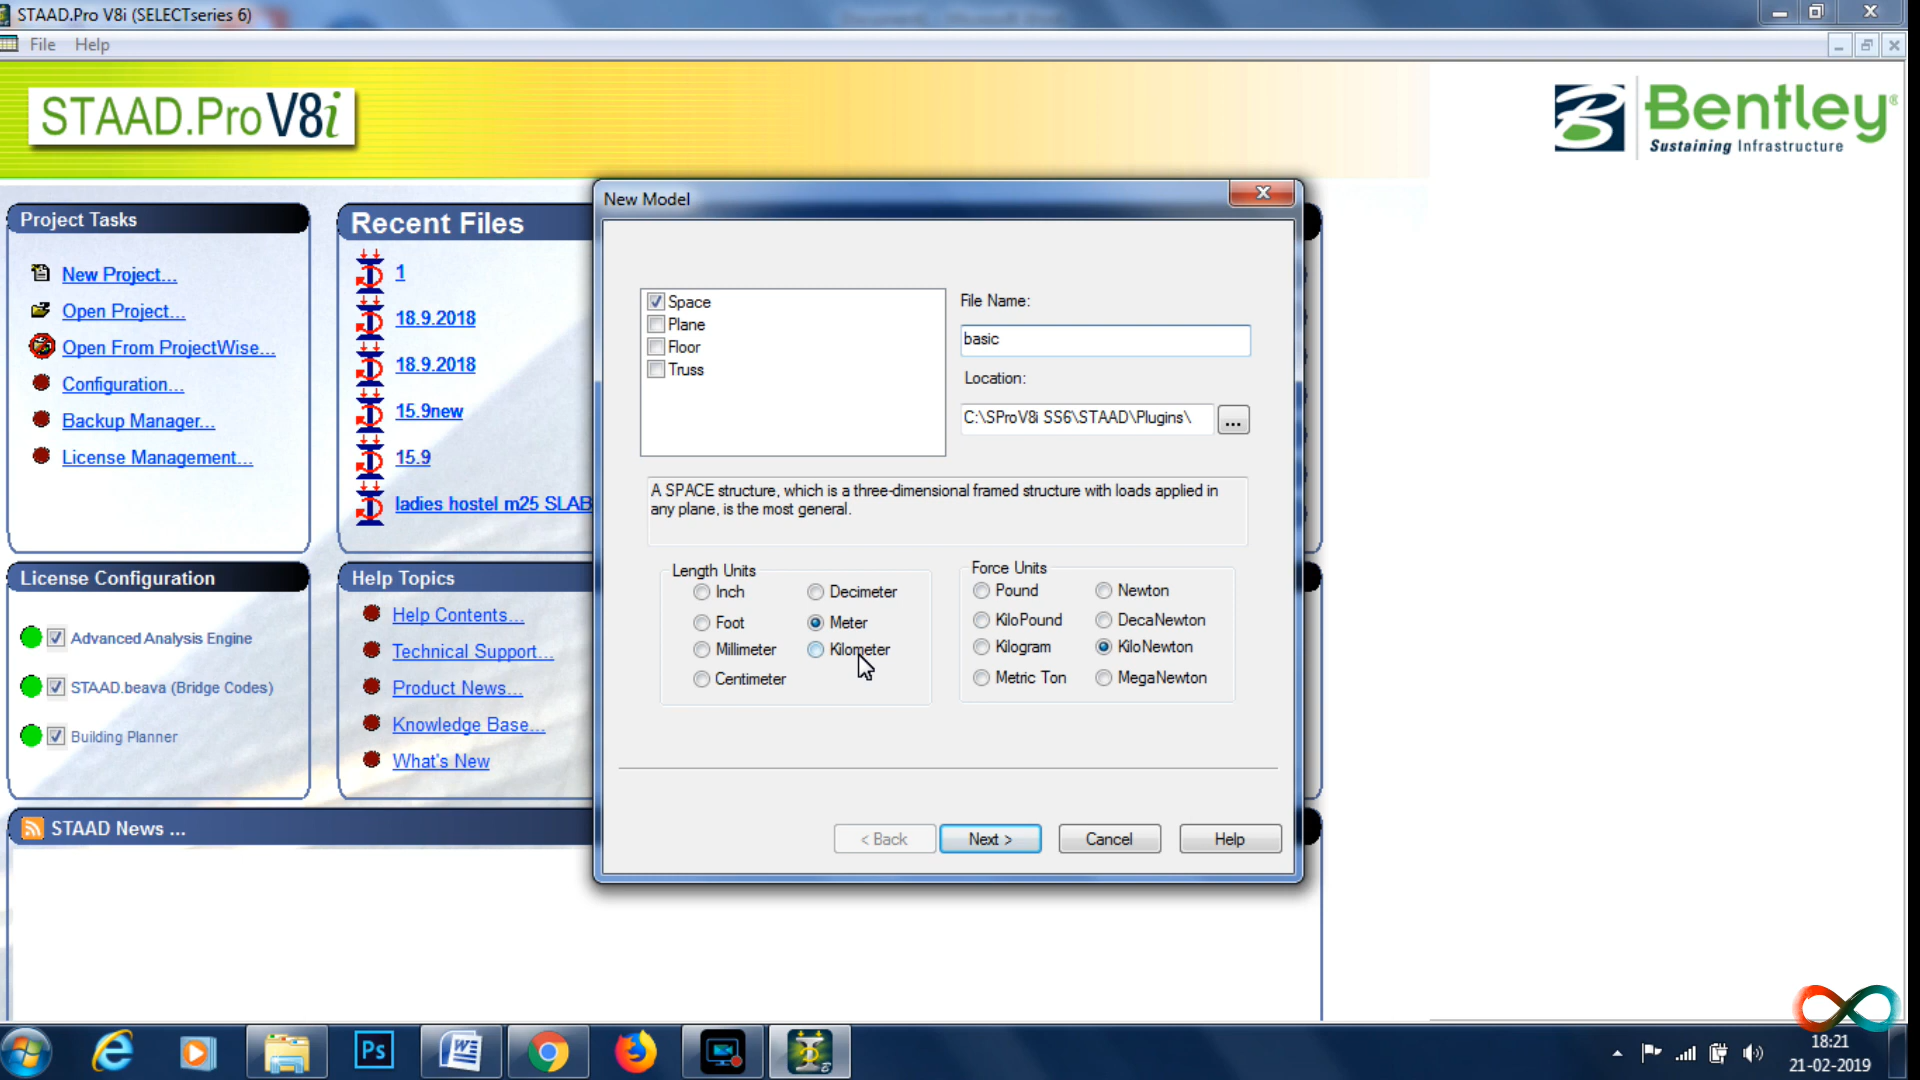 STAAD.Pro V8i (SELECTseries 6)
File Help
STAAD.Pro V8i
Bentley®
Sustaining Infrastructure
Project Tasks
New Project...
Open Project...
Open From ProjectWise...
Configuration...
Backup Manager...
License Management...
Recent Files
1
18.9.2018
18.9.2018
15.9new
15.9
ladies hostel m25 SLAB
License Configuration
Advanced Analysis Engine
STAAD.beava (Bridge Codes)
Building Planner
Help Topics
Help Contents...
Technical Support...
Product News...
Knowledge Base...
What's New
STAAD News ...
New Model
Space
Plane
Floor
Truss
File Name:
basic
Location:
C:\SProV8i SS6\STAAD\Plugins\
...
A SPACE structure, which is a three-dimensional framed structure with loads applied in
any plane, is the most general.
Length Units
Inch Decimeter
Foot Meter
Millimeter Kilometer
Centimeter
Force Units
Pound Newton
KiloPound DecaNewton
Kilogram KiloNewton
Metric Ton MegaNewton
< Back Next > Cancel Help
Ps
18:21
21-02-2019